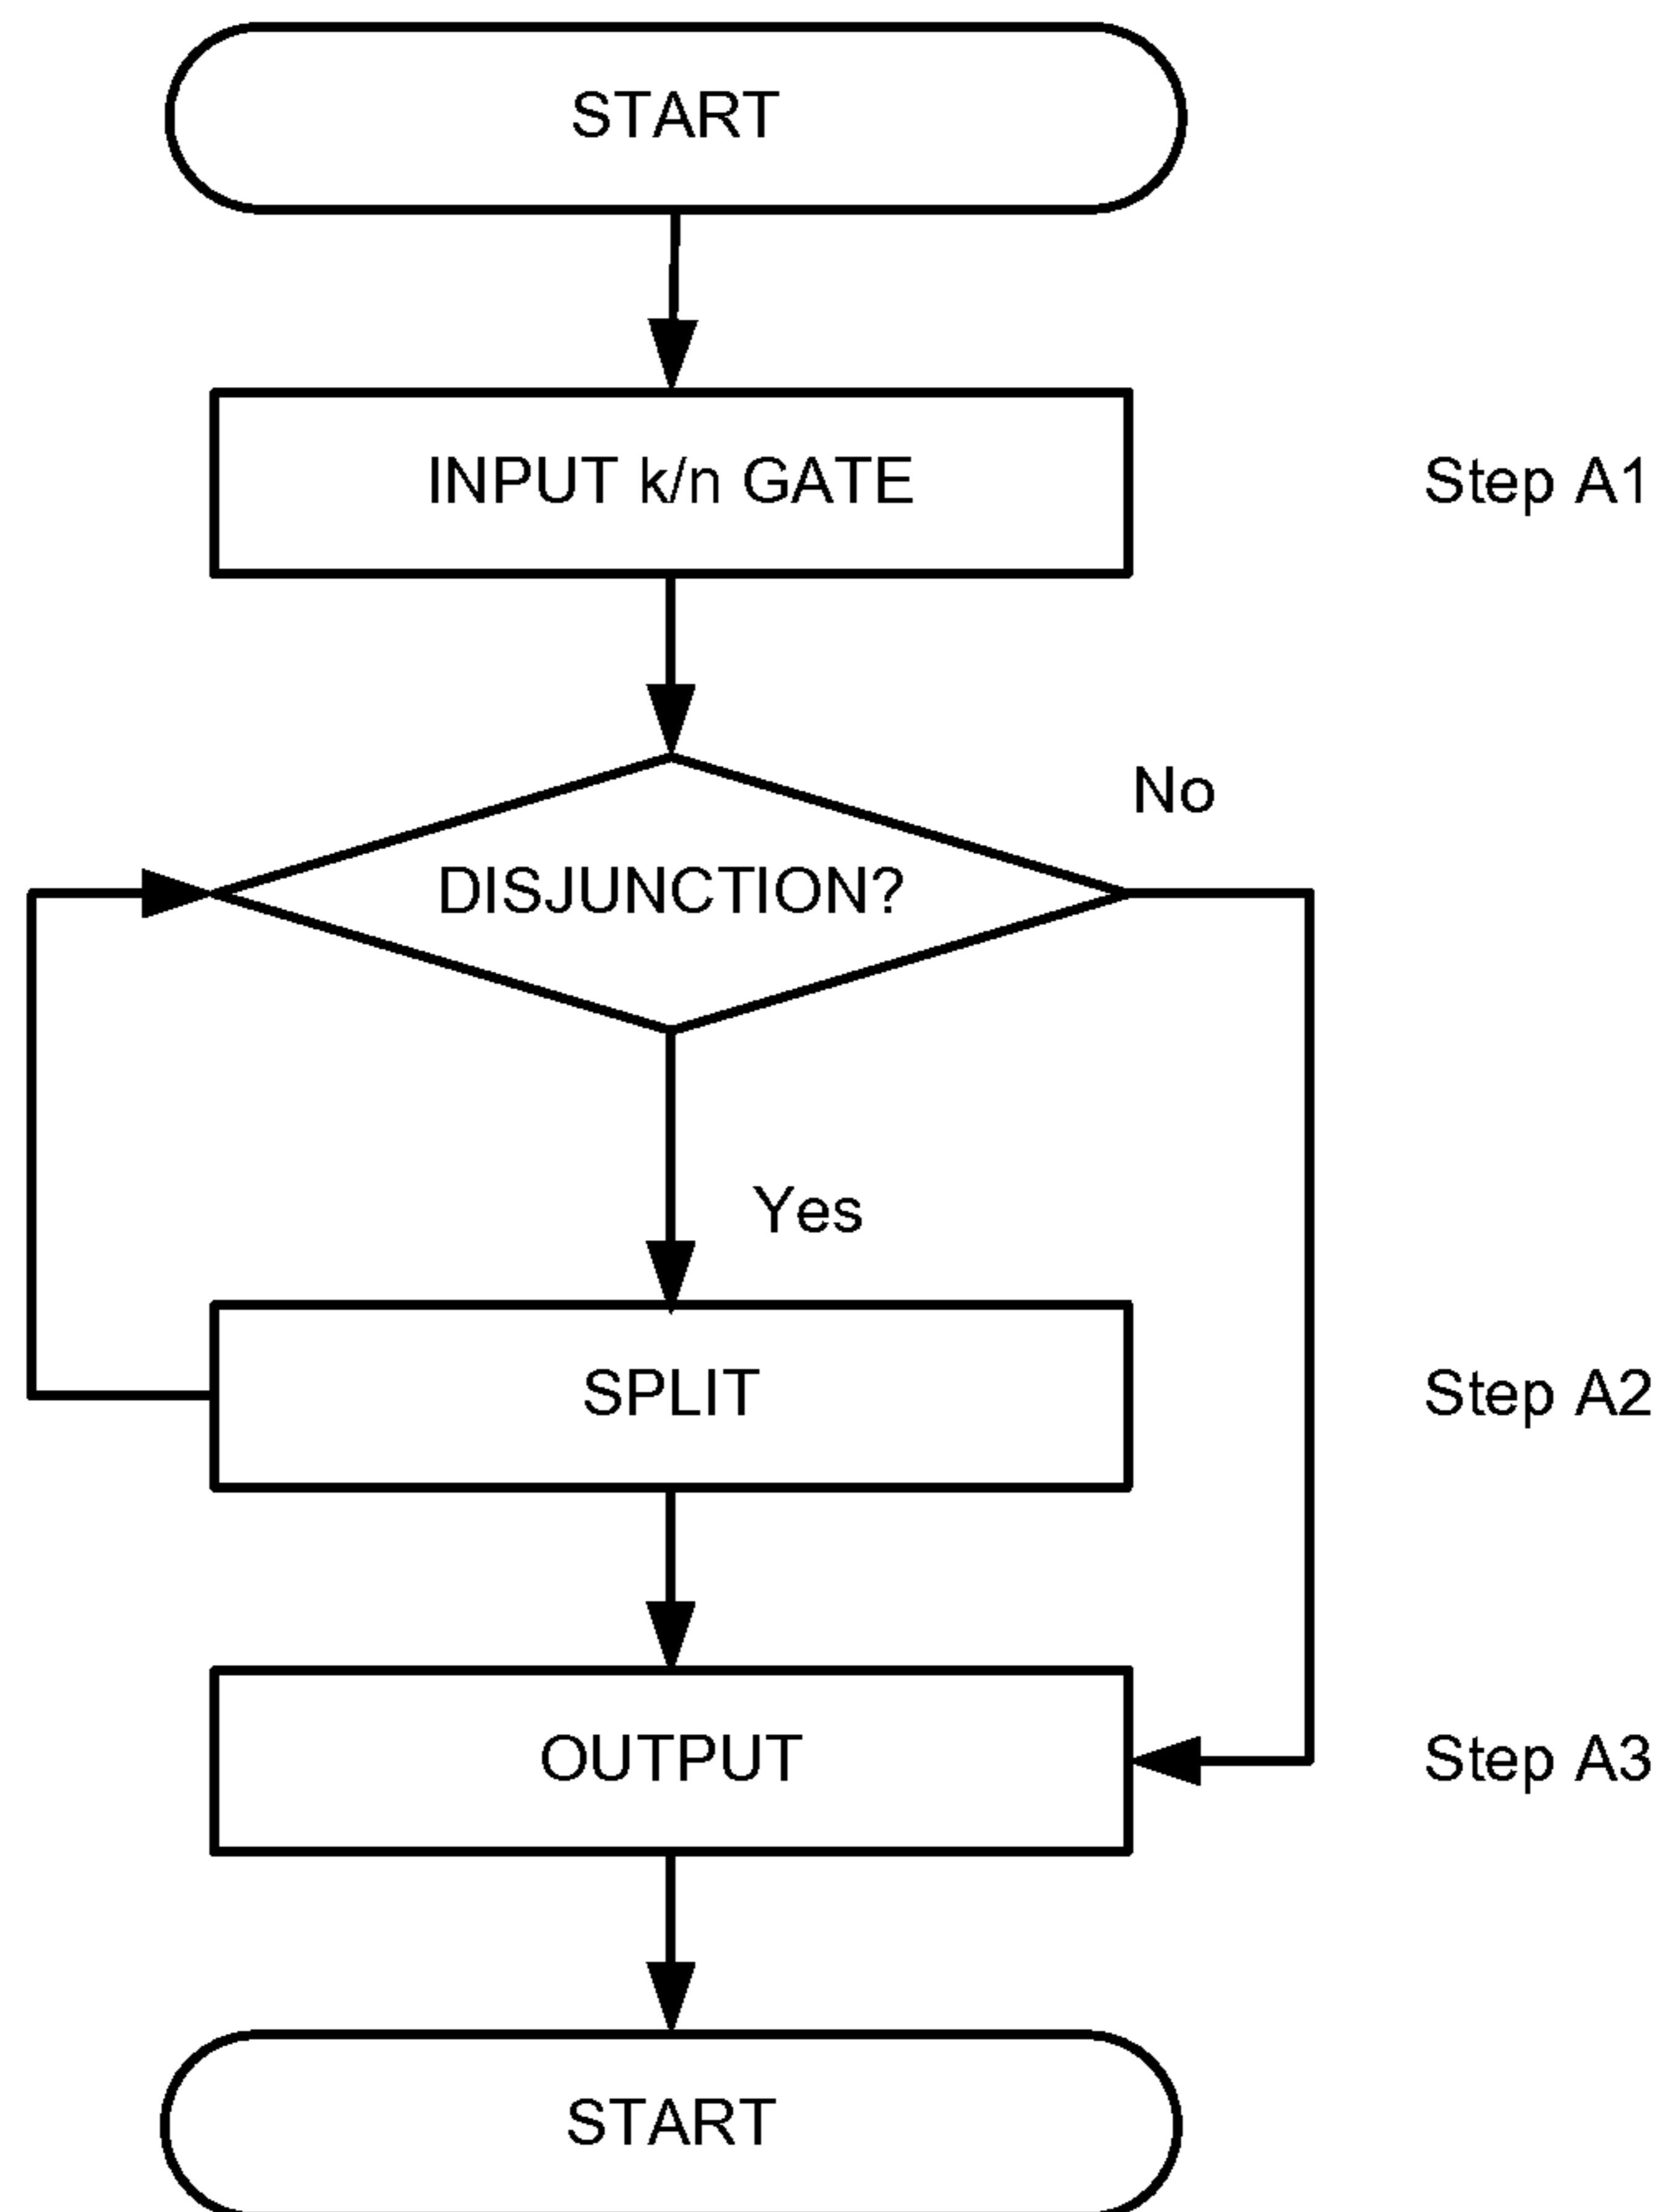 START
INPUT k/n GATE
Step A1
No
DISJUNCTION?
Yes
SPLIT
Step A2
OUTPUT
Step A3
START